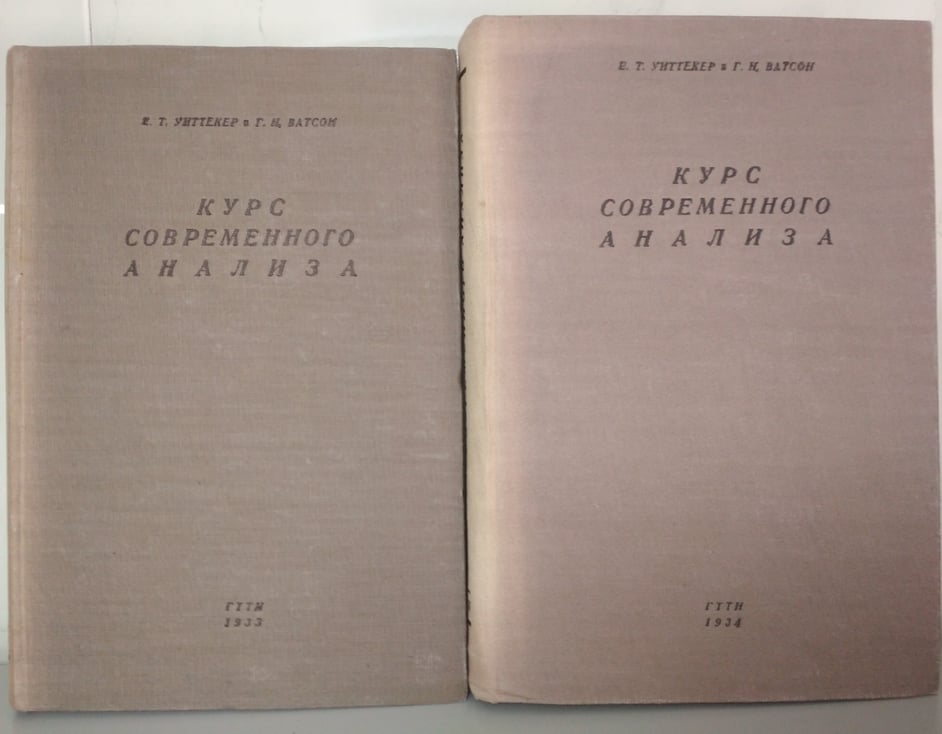 Е. Т. УИТТЕКЕР и Г. Н. ВАТСОН
КУРС
СОВРЕМЕННОГО
АНАЛИЗА
ГТТИ
1933
Е. Т. УИТТЕКЕР и Г. Н. ВАТСОН
КУРС
СОВРЕМЕННОГО
АНАЛИЗА
ГТТИ
1934